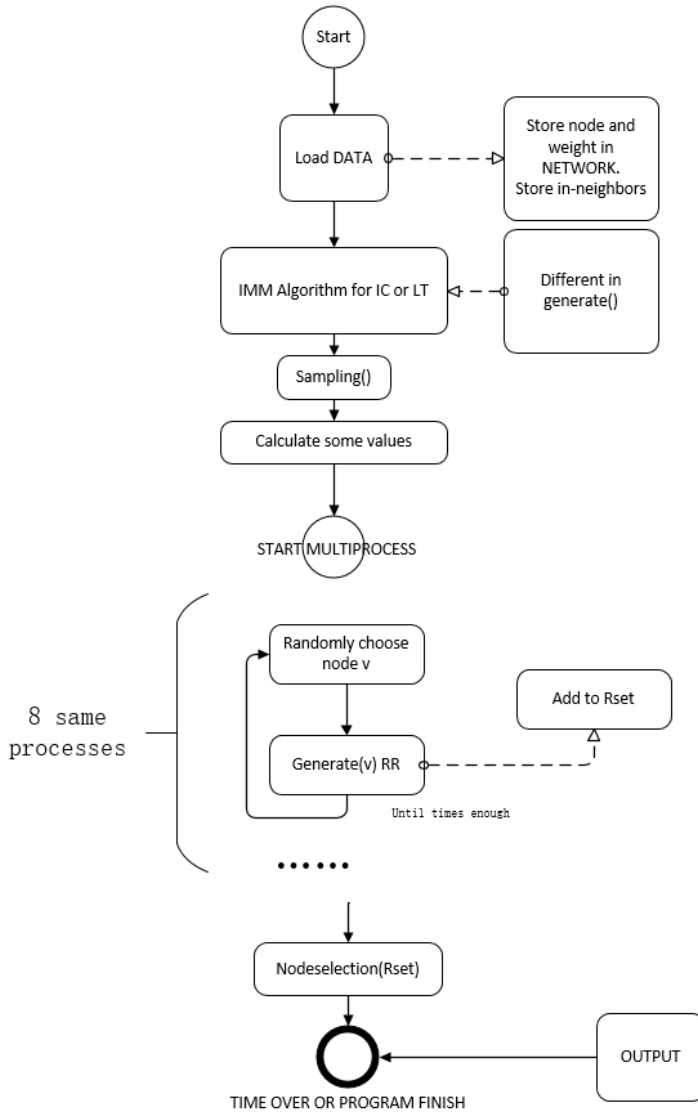 Start
Load DATA
Store node and
weight in
NETWORK.
Store in-neighbors
IMM Algorithm for IC or LT
Different in
generate()
Sampling()
Calculate some values
START MULTIPROCESS
8 same
processes
Randomly choose
node v
Add to Rset
Generate(v) RR
Until times enough
......
Nodeselection(Rset)
OUTPUT
TIME OVER OR PROGRAM FINISH